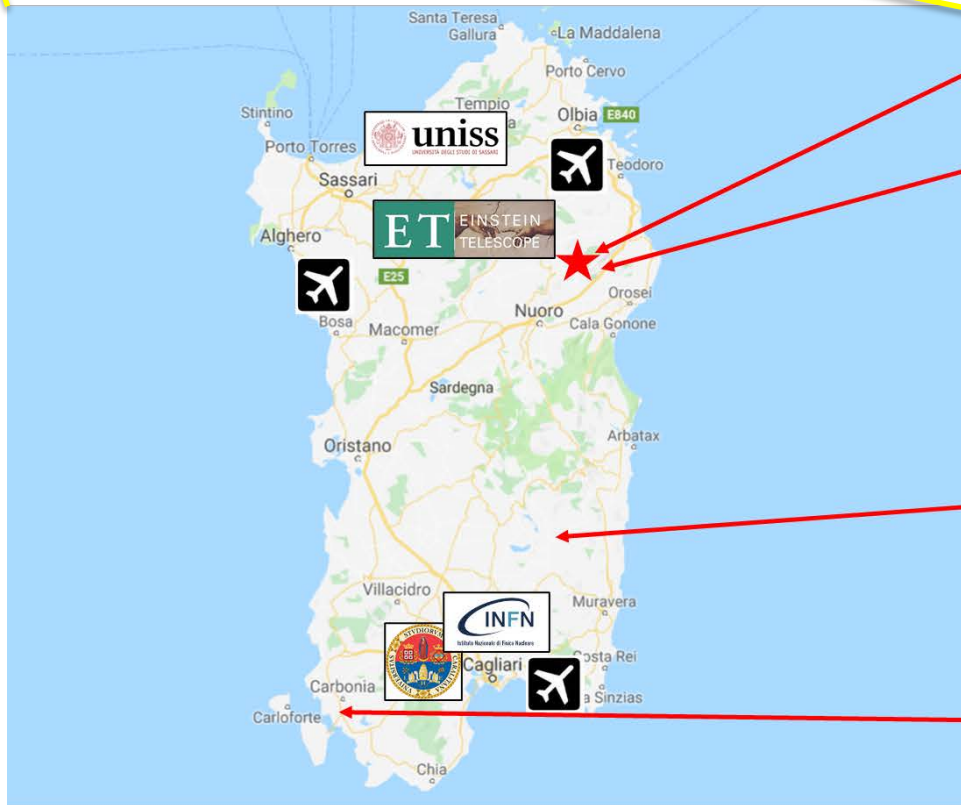 Santa Teresa
Gallura
La Maddalena
Porto Cervo
Stintino
Tempio
Olbia
E840
uniss
UNIVERSITÀ DEGLI STUDI DI SASSARI
Porto Torres
Teodoro
Sassari
ET
EINSTEIN
TELESCOPE
Alghero
E25
Orosei
Nuoro
Bosa
Macomer
Cala Gonone
Sardegna
Arbatax
Oristano
Villacidro
INFN
Istituto Nazionale di Fisica Nucleare
Muravera
Costa Rei
Cagliari
Carbonia
a Sinzias
Carloforte
Chia